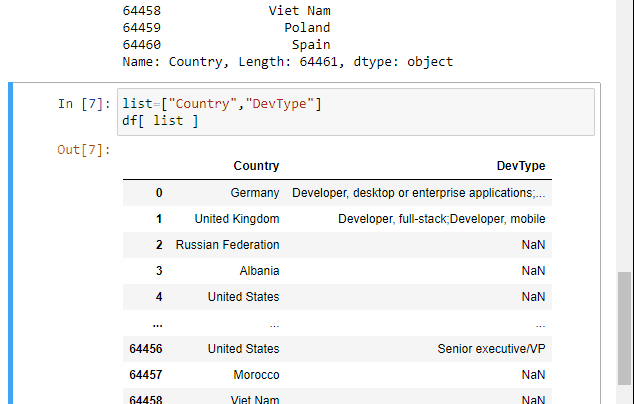 64458 Viet Nam
64459 Poland
64460 Spain
Name: Country, Length: 64461, dtype: object
In [7]: list=["Country","DevType"]
df[ list ]
Out[7]:
Country DevType
0 Germany Developer, desktop or enterprise applications;...
1 United Kingdom Developer, full-stack;Developer, mobile
2 Russian Federation NaN
3 Albania NaN
4 United States NaN
... ... ...
64456 United States Senior executive/VP
64457 Morocco NaN
64458 Viet Nam NaN